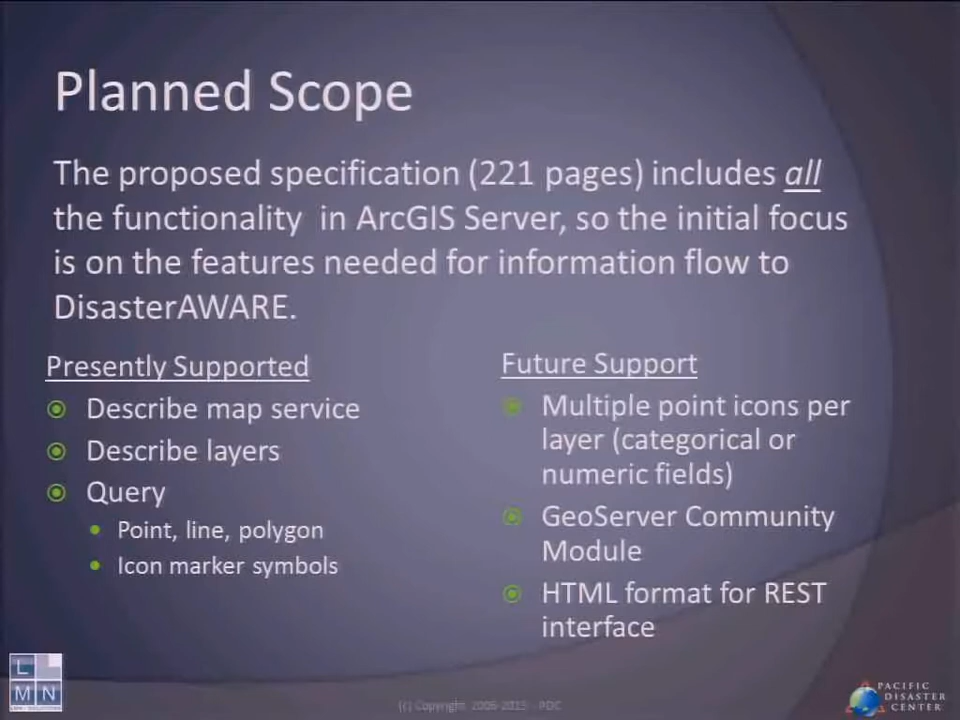 Planned Scope
The proposed specification (221 pages) includes all
the functionality in ArcGIS Server, so the initial focus
is on the features needed for information flow to
DisasterAWARE.
Presently Supported
Describe map service
Describe layers
Query
Point, line, polygon
Icon marker symbols
Future Support
Multiple point icons per
layer (categorical or
numeric fields)
GeoServer Community
Module
HTML format for REST
interface
L
M N
(c) Copyright PDC
PACIFIC
DISASTER
CENTER